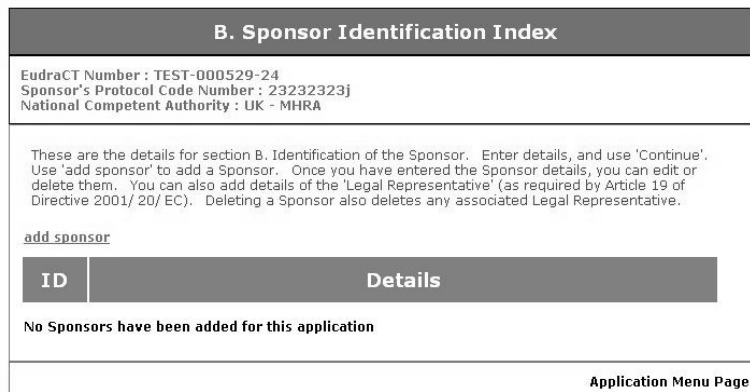 B. Sponsor Identification Index
EudraCT Number : TEST-000529-24
Sponsor's Protocol Code Number : 23232323j
National Competent Authority : UK - MHRA
These are the details for section B. Identification of the Sponsor. Enter details, and use 'Continue'.
Use 'add sponsor' to add a Sponsor. Once you have entered the Sponsor details, you can edit or
delete them. You can also add details of the 'Legal Representative' (as required by Article 19 of
Directive 2001/ 20/ EC). Deleting a Sponsor also deletes any associated Legal Representative.
add sponsor
ID Details
No Sponsors have been added for this application
Application Menu Page